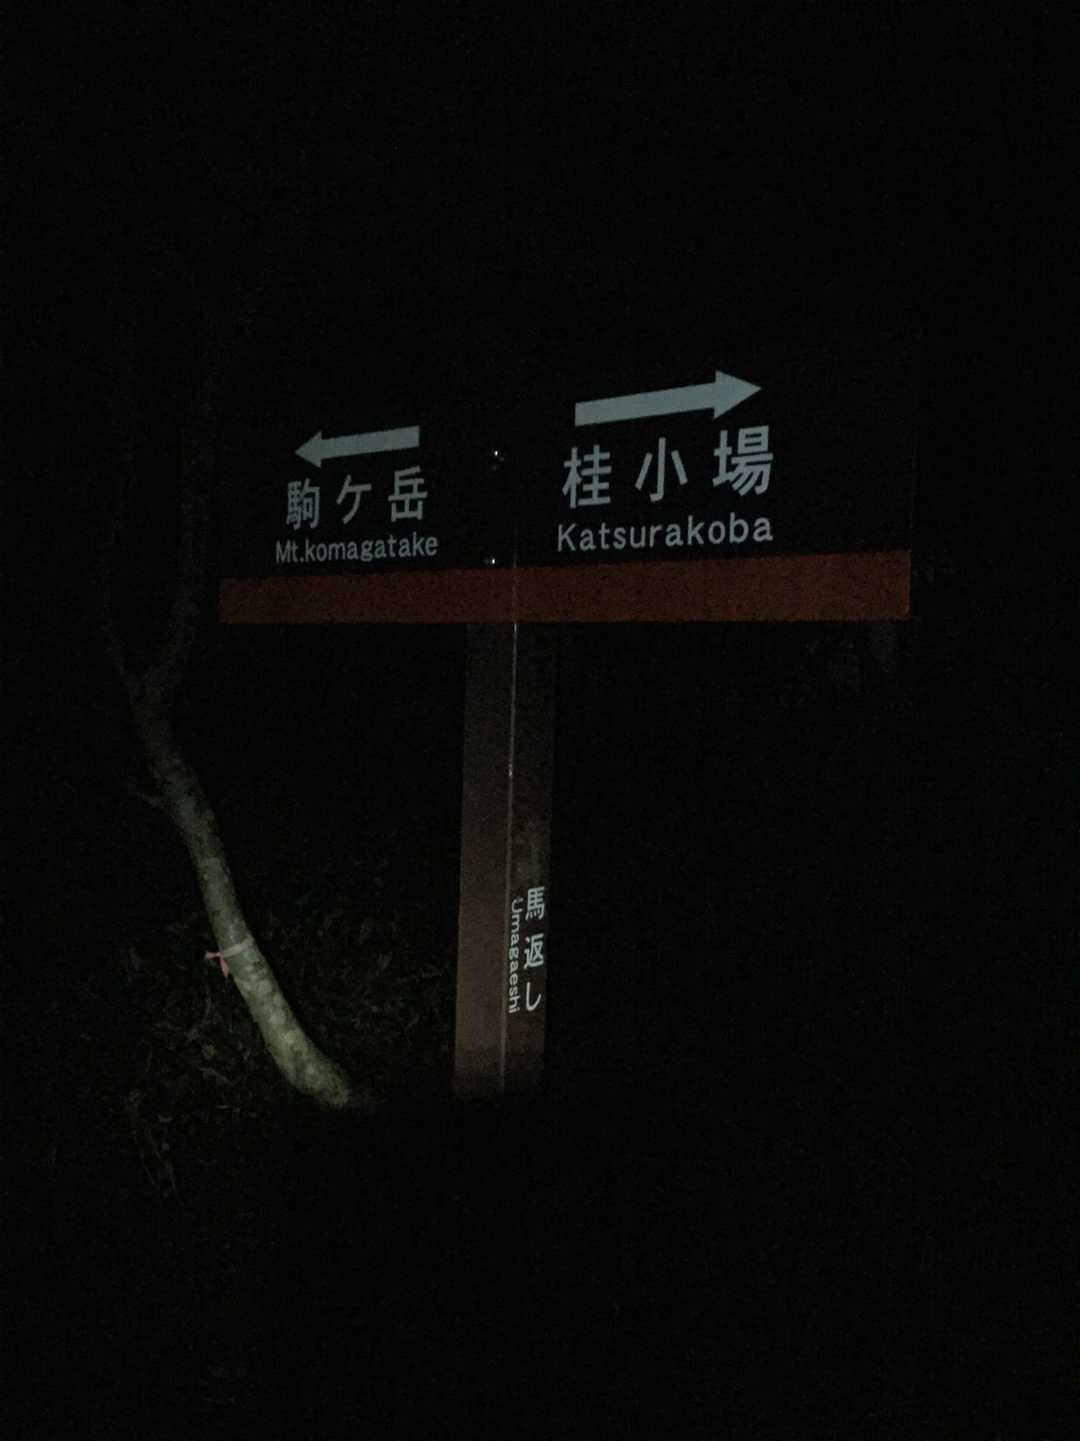 駒ケ岳
Mt.komagatake
桂小場
Katsurakoba
馬返し
Umagaeshi